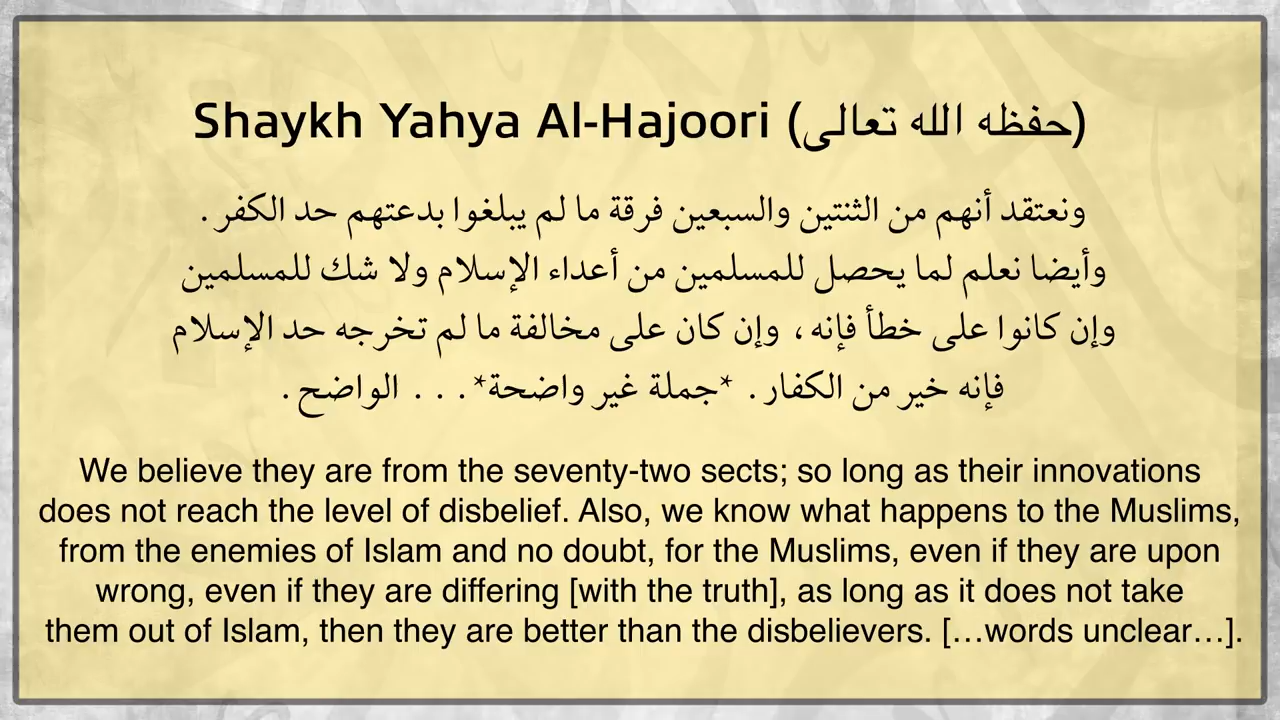 Shaykh Yahya Al-Hajoori (حفظه الله تعالى)
ونعتقد أنهم من الثنتين والسبعين فرقة ما لم يبلغوا بدعتهم حد الكفر .
وأيضا نعلم لما يحصل للمسلمين من أعداء الإسلام ولا شك للمسلمين
وإن كانوا على خطأ فإنه ، وإن كان على مخالفة ما لم تخرجه حد الإسلام
فإنه خير من الكفار . *جملة غير واضحة* . . . الواضح .
We believe they are from the seventy-two sects; so long as their innovations
does not reach the level of disbelief. Also, we know what happens to the Muslims,
from the enemies of Islam and no doubt, for the Muslims, even if they are upon
wrong, even if they are differing [with the truth], as long as it does not take
them out of Islam, then they are better than the disbelievers. […words unclear…].